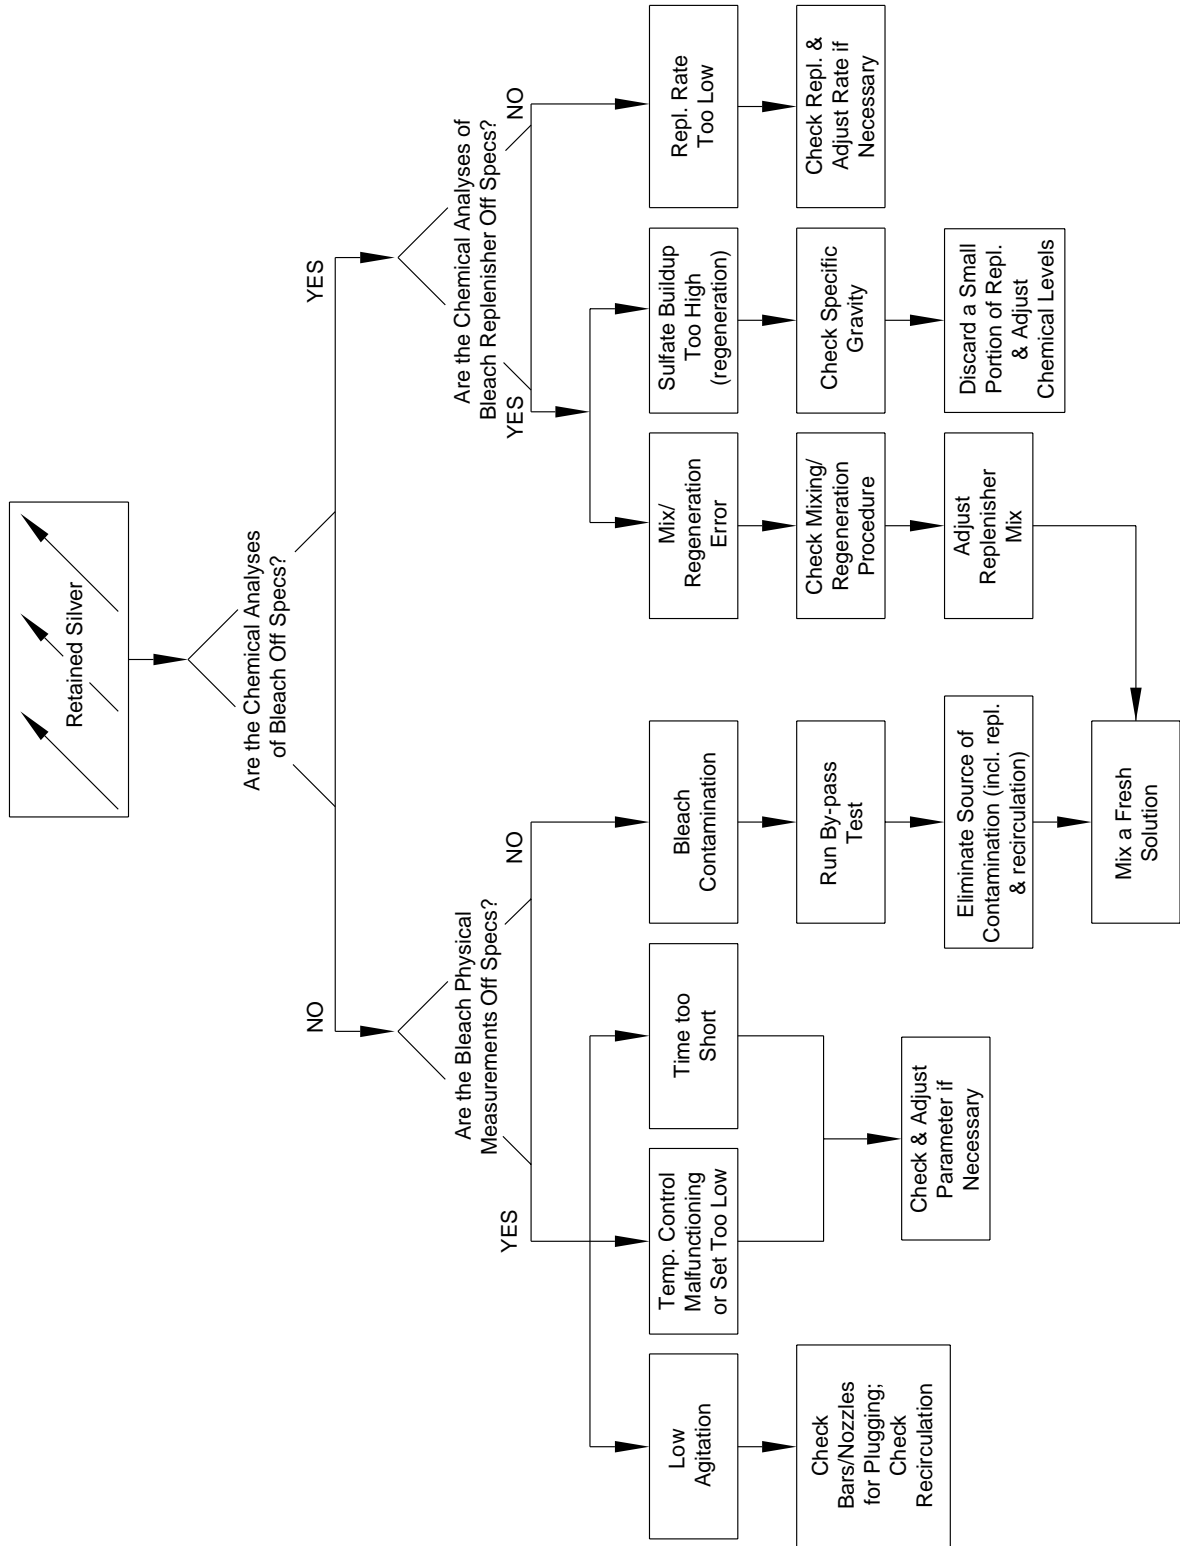 Retained Silver
Are the Chemical Analyses
of Bleach Off Specs?
NO
YES
Are the Bleach Physical
Measurements Off Specs?
YES
NO
Are the Chemical Analyses of
Bleach Replenisher Off Specs?
YES
NO
Low
Agitation
Temp. Control
Malfunctioning
or Set Too Low
Time too
Short
Bleach
Contamination
Mix/
Regeneration
Error
Sulfate Buildup
Too High
(regeneration)
Repl. Rate
Too Low
Check
Bars/Nozzles
for Plugging;
Check
Recirculation
Run By-pass
Test
Check Mixing/
Regeneration
Procedure
Check Specific
Gravity
Check Repl. &
Adjust Rate if
Necessary
Check & Adjust
Parameter if
Necessary
Eliminate Source of
Contamination (incl. repl.
& recirculation)
Adjust
Replenisher
Mix
Discard a Small
Portion of Repl.
& Adjust
Chemical Levels
Mix a Fresh
Solution